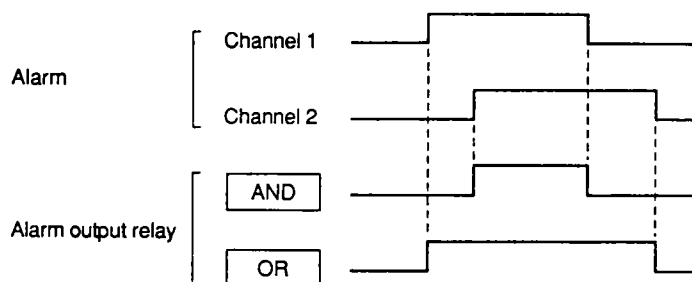 Channel 1
Alarm
Channel 2
AND
Alarm output relay
OR